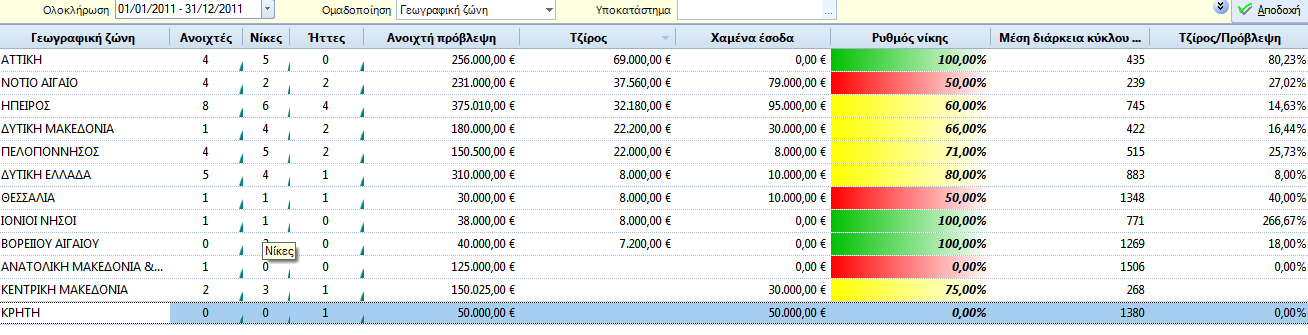 Ολοκλήρωση 01/01/2011 - 31/12/2011 Ομαδοποίηση Γεωγραφική ζώνη Υποκατάστημα ... Αποδοχή
Γεωγραφική ζώνη Ανοιχτές Νίκες Ήττες Ανοιχτή πρόβλεψη Τζίρος Χαμένα έσοδα Ρυθμός νίκης Μέση διάρκεια κύκλου ... Τζίρος/Πρόβλεψη
ΑΤΤΙΚΗ 4 5 0 256.000,00 € 69.000,00 € 0,00 € 100,00% 435 80,23%
ΝΟΤΙΟ ΑΙΓΑΙΟ 4 2 2 231.000,00 € 37.560,00 € 79.000,00 € 50,00% 239 27,02%
ΗΠΕΙΡΟΣ 8 6 4 375.010,00 € 32.180,00 € 95.000,00 € 60,00% 745 14,63%
ΔΥΤΙΚΗ ΜΑΚΕΔΟΝΙΑ 1 4 2 180.000,00 € 22.200,00 € 30.000,00 € 66,00% 422 16,44%
ΠΕΛΟΠΟΝΝΗΣΟΣ 4 5 2 150.500,00 € 22.000,00 € 8.000,00 € 71,00% 515 25,73%
ΔΥΤΙΚΗ ΕΛΛΑΔΑ 5 4 1 310.000,00 € 8.000,00 € 10.000,00 € 80,00% 883 8,00%
ΘΕΣΣΑΛΙΑ 1 1 1 30.000,00 € 8.000,00 € 10.000,00 € 50,00% 1348 40,00%
ΙΟΝΙΟΙ ΝΗΣΟΙ 1 1 0 38.000,00 € 8.000,00 € 0,00 € 100,00% 771 266,67%
ΒΟΡΕΙΙΟΥ ΑΙΓΑΙΟΥ 0 0 40.000,00 € 7.200,00 € 0,00 € 100,00% 1269 18,00%
Νίκες
ΑΝΑΤΟΛΙΚΗ ΜΑΚΕΔΟΝΙΑ &... 1 0 0 125.000,00 € 0,00 € 0,00% 1506 0,00%
ΚΕΝΤΡΙΚΗ ΜΑΚΕΔΟΝΙΑ 2 3 1 150.025,00 € 30.000,00 € 75,00% 268
ΚΡΗΤΗ 0 0 1 50.000,00 € 50.000,00 € 0,00% 1380 0,00%